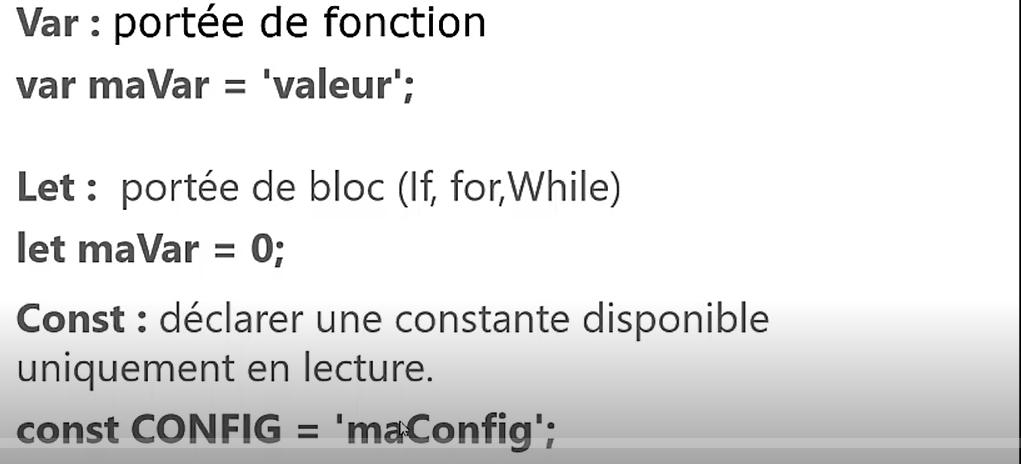 Var : portée de fonction
var maVar = 'valeur';
Let : portée de bloc (If, for,While)
let maVar = 0;
Const : déclarer une constante disponible
uniquement en lecture.
const CONFIG = 'maConfig';